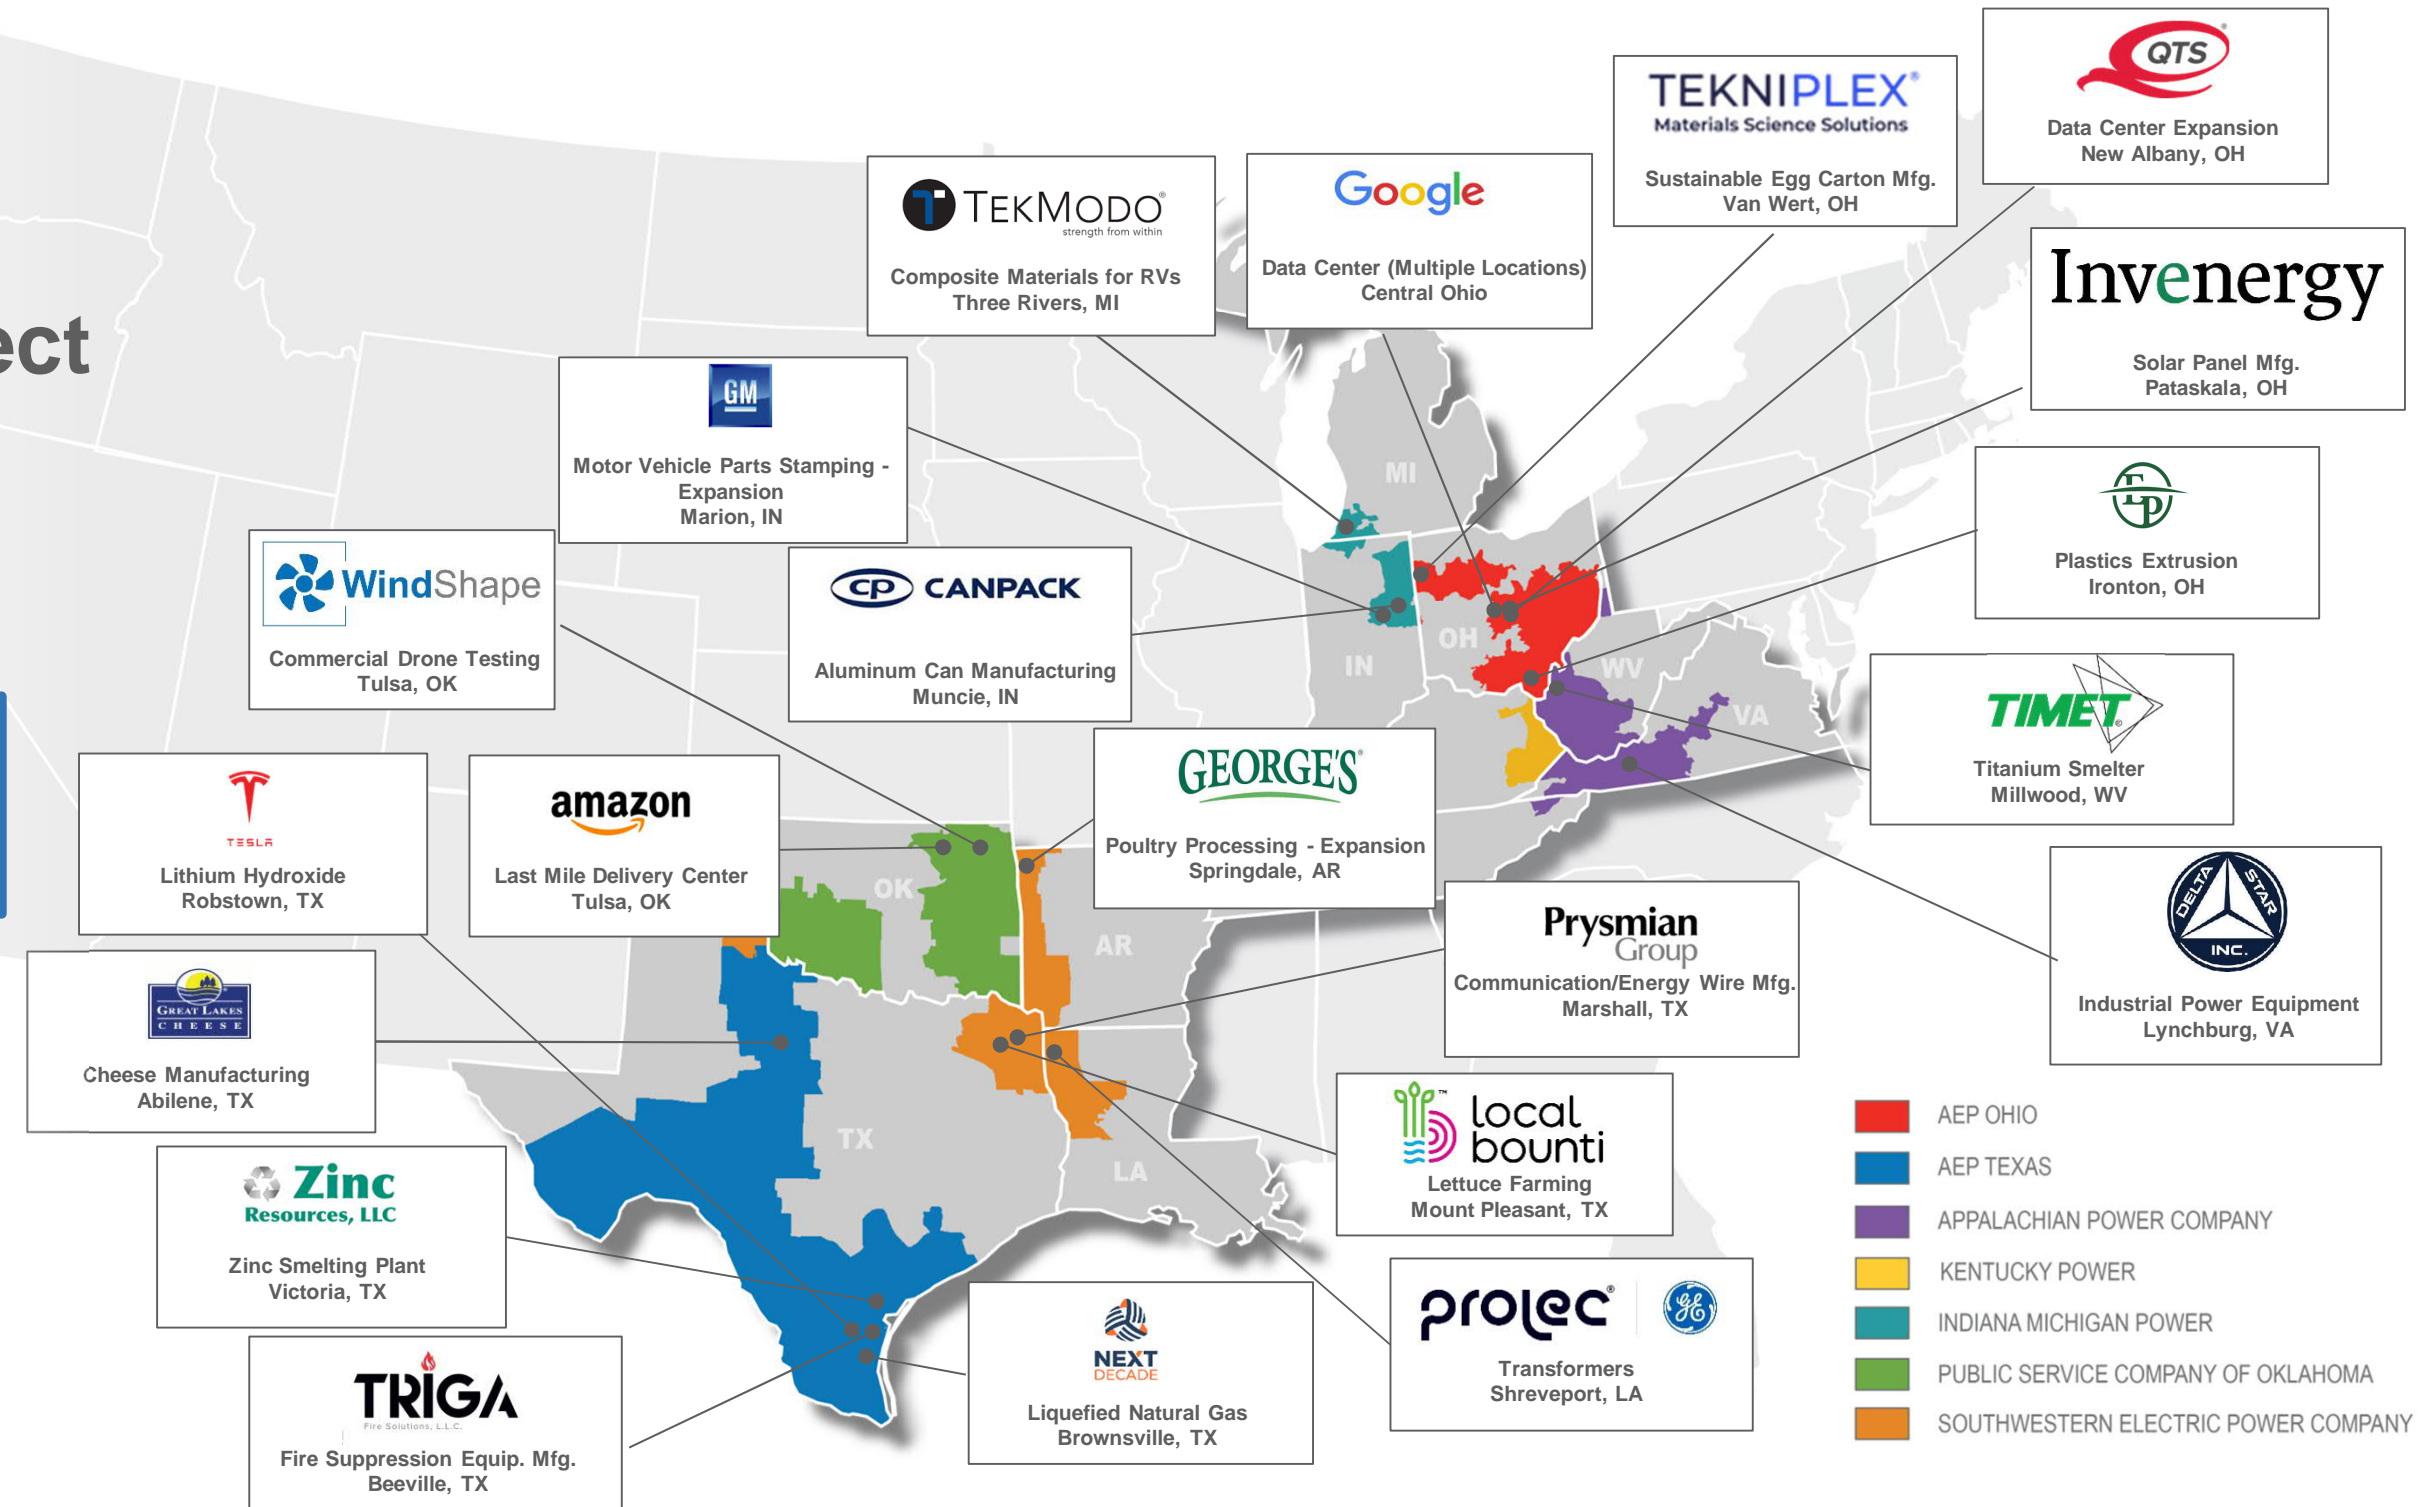 ect
QTS
Data Center Expansion
New Albany, OH
TEKNIPLEX®
Materials Science Solutions
Sustainable Egg Carton Mfg.
Van Wert, OH
TEKMODO®
strength from within
Composite Materials for RVs
Three Rivers, MI
Google
Data Center (Multiple Locations)
Central Ohio
Invenergy
Solar Panel Mfg.
Pataskala, OH
GM
Motor Vehicle Parts Stamping -
Expansion
Marion, IN
EP
Plastics Extrusion
Ironton, OH
WindShape
Commercial Drone Testing
Tulsa, OK
CP CANPACK
Aluminum Can Manufacturing
Muncie, IN
TIMET®
Titanium Smelter
Millwood, WV
TESLA
Lithium Hydroxide
Robstown, TX
amazon
Last Mile Delivery Center
Tulsa, OK
GEORGE'S®
Poultry Processing - Expansion
Springdale, AR
Prysmian
Group
Communication/Energy Wire Mfg.
Marshall, TX
DELTA STAR
INC.
Industrial Power Equipment
Lynchburg, VA
GREAT LAKES
CHEESE
Cheese Manufacturing
Abilene, TX
local
bounti™
Lettuce Farming
Mount Pleasant, TX
Zinc
Resources, LLC
Zinc Smelting Plant
Victoria, TX
prolec® GE
Transformers
Shreveport, LA
NEXT
DECADE
Liquefied Natural Gas
Brownsville, TX
TRIGA
Fire Solutions, L.L.C.
Fire Suppression Equip. Mfg.
Beeville, TX
MI
IN
OH
WV
VA
OK
AR
TX
LA
AEP OHIO
AEP TEXAS
APPALACHIAN POWER COMPANY
KENTUCKY POWER
INDIANA MICHIGAN POWER
PUBLIC SERVICE COMPANY OF OKLAHOMA
SOUTHWESTERN ELECTRIC POWER COMPANY